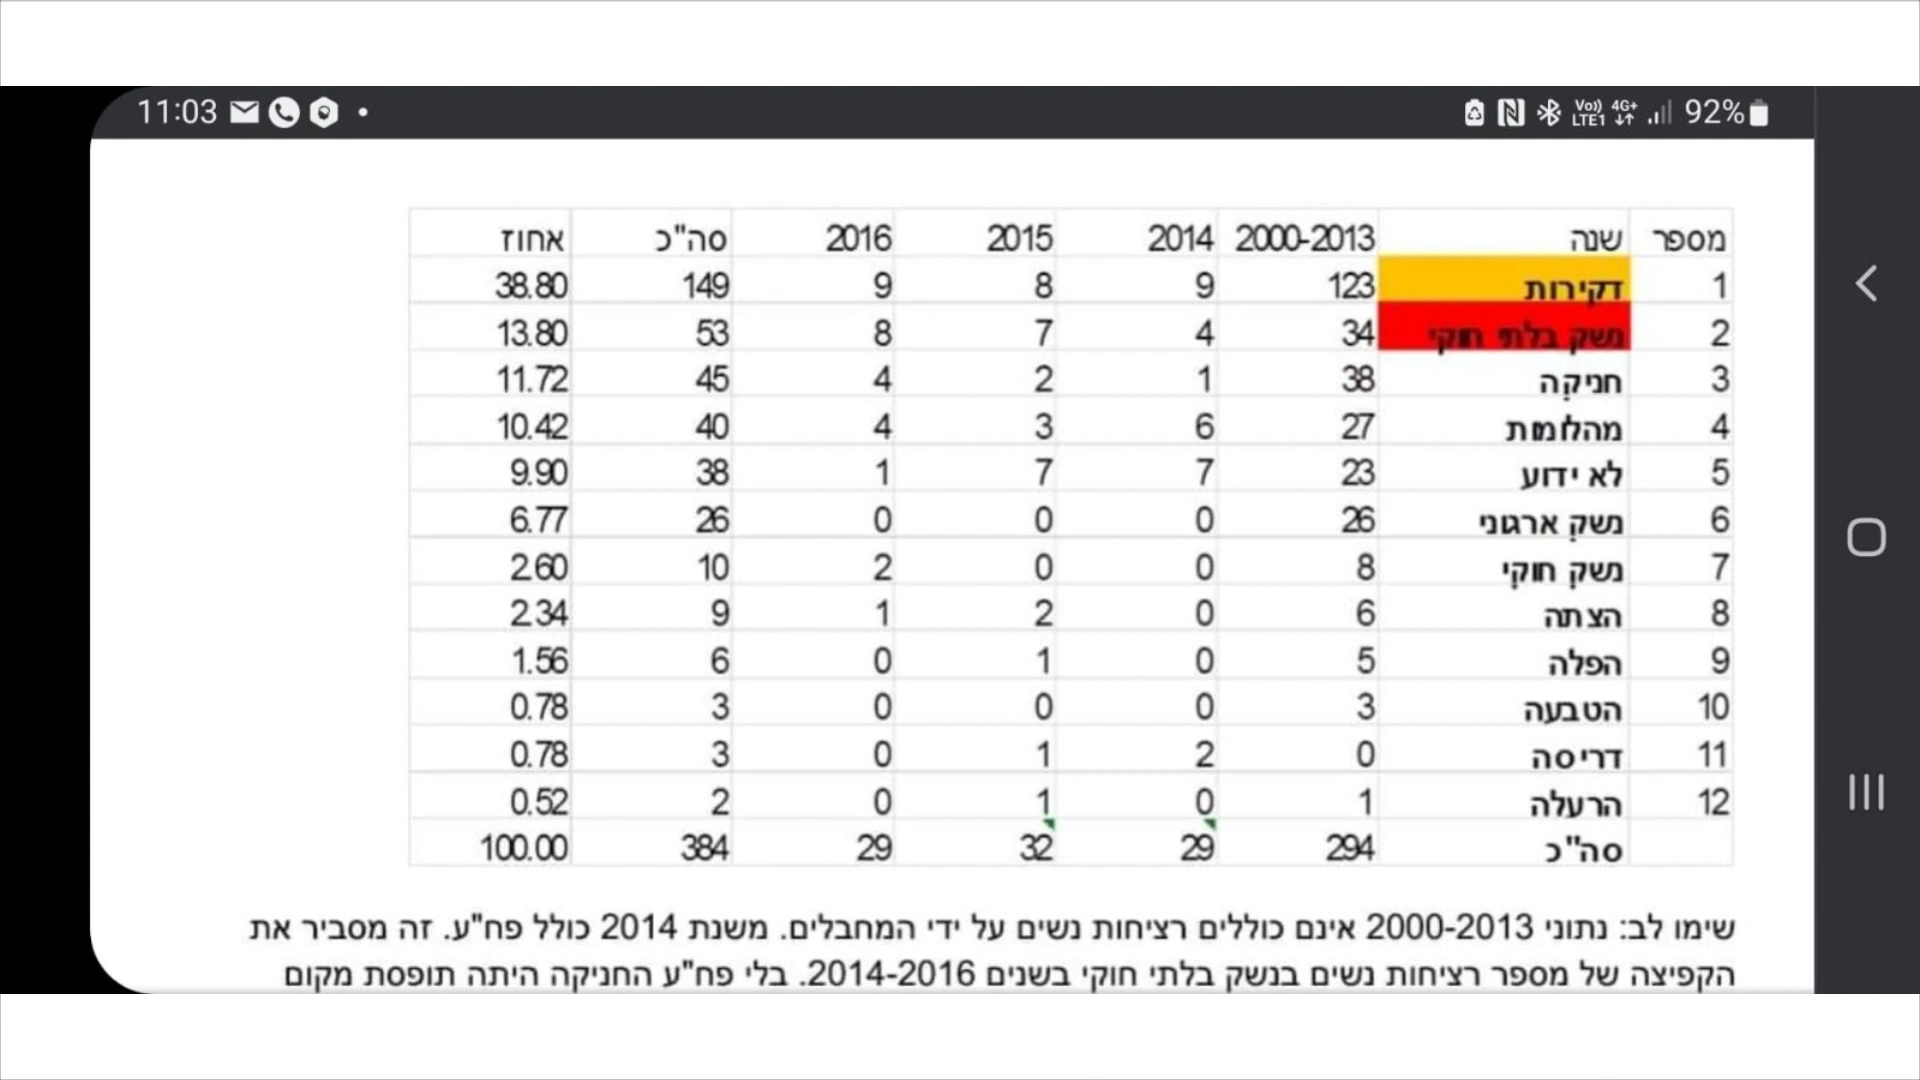 11:03 Vo)) LTE1 4G+ 92%
מספר שנה 2000-2013 2014 2015 2016 סה"כ אחוז
1 דקירות 123 9 8 9 149 38.80
2 נשק בלתי חוקי 34 4 7 8 53 13.80
3 חניקה 38 1 2 4 45 11.72
4 מהלומות 27 6 3 4 40 10.42
5 לא ידוע 23 7 7 1 38 9.90
6 נשק ארגוני 26 0 0 0 26 6.77
7 נשק חוקי 8 0 0 2 10 2.60
8 הצתה 6 0 2 1 9 2.34
9 הפלה 5 0 1 0 6 1.56
10 הטבעה 3 0 0 0 3 0.78
11 דריסה 0 2 1 0 3 0.78
12 הרעלה 1 0 1 0 2 0.52
סה"כ 294 29 32 29 384 100.00
שימו לב: נתוני 2000-2013 אינם כוללים רציחות נשים על ידי המחבלים. משנת 2014 כולל פח"ע. זה מסביר את
הקפיצה של מספר רציחות נשים בנשק בלתי חוקי בשנים 2014-2016. בלי פח"ע החניקה היתה תופסת מקום